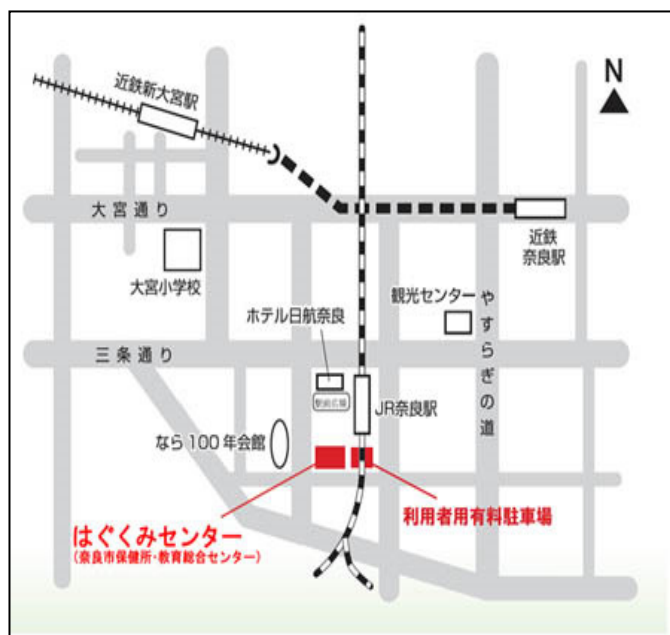 近鉄新大宮駅
N
大宮通り
近鉄
奈良駅
大宮小学校
観光センター
やすらぎの道
ホテル日航奈良
三条通り
駅前広場
JR奈良駅
なら100年会館
はぐくみセンター
(奈良市保健所・教育総合センター)
利用者用有料駐車場